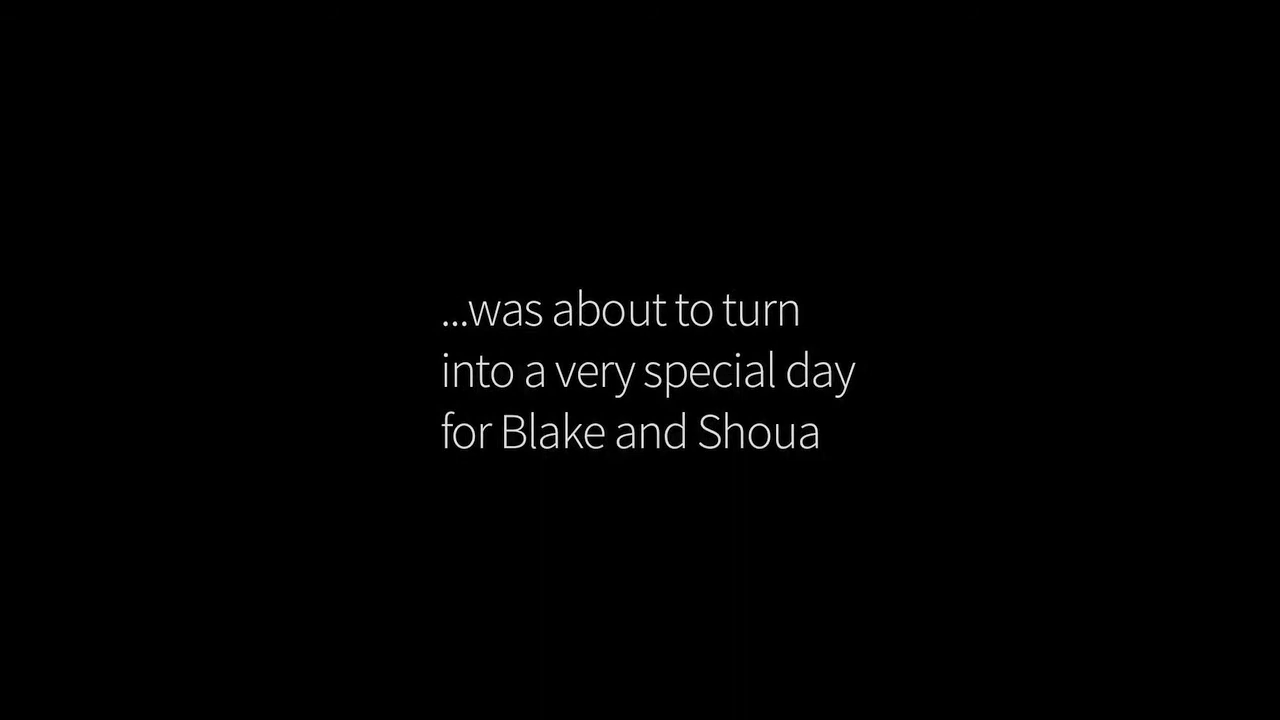 ...was about to turn
into a very special day
for Blake and Shoua